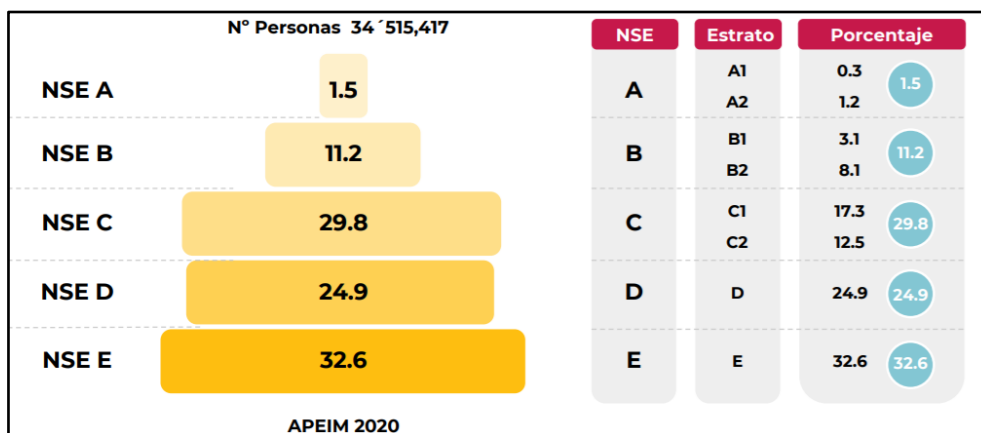 Nº Personas 34´515,417
NSE A 1.5
NSE B 11.2
NSE C 29.8
NSE D 24.9
NSE E 32.6
APEIM 2020
NSE Estrato Porcentaje
A A1 0.3 1.5
A2 1.2
B B1 3.1 11.2
B2 8.1
C C1 17.3 29.8
C2 12.5
D D 24.9 24.9
E E 32.6 32.6